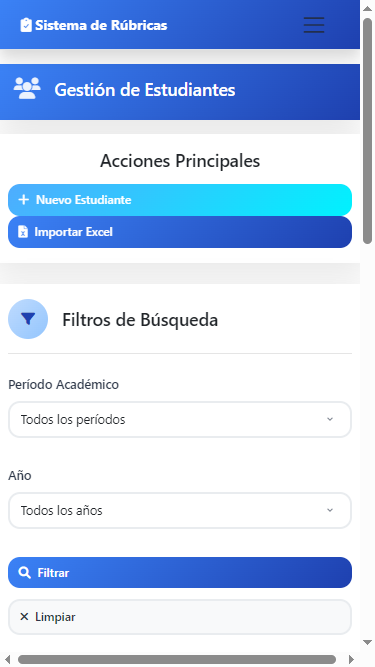 Sistema de Rúbricas
Gestión de Estudiantes
Acciones Principales
Nuevo Estudiante
Importar Excel
Filtros de Búsqueda
Período Académico
Todos los períodos
Año
Todos los años
Filtrar
Limpiar